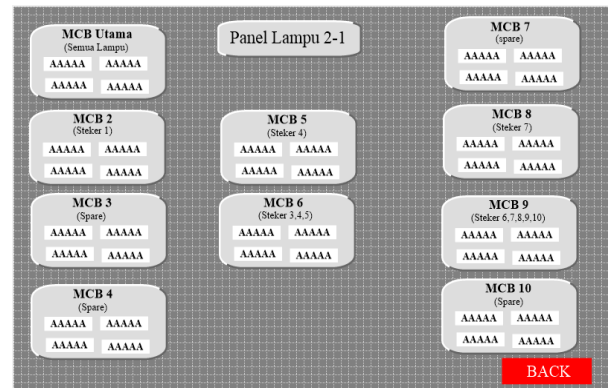 MCB Utama
(Semua Lampu)
AAAAA AAAAA
AAAAA AAAAA
MCB 2
(Steker 1)
AAAAA AAAAA
AAAAA AAAAA
MCB 3
(Spare)
AAAAA AAAAA
AAAAA AAAAA
MCB 4
(Spare)
AAAAA AAAAA
AAAAA AAAAA
Panel Lampu 2-1
MCB 5
(Steker 4)
AAAAA AAAAA
AAAAA AAAAA
MCB 6
(Steker 3,4,5)
AAAAA AAAAA
AAAAA AAAAA
MCB 7
(spare)
AAAAA AAAAA
AAAAA AAAAA
MCB 8
(Steker 7)
AAAAA AAAAA
AAAAA AAAAA
MCB 9
(Steker 6,7,8,9,10)
AAAAA AAAAA
AAAAA AAAAA
MCB 10
(Spare)
AAAAA AAAAA
AAAAA AAAAA
BACK